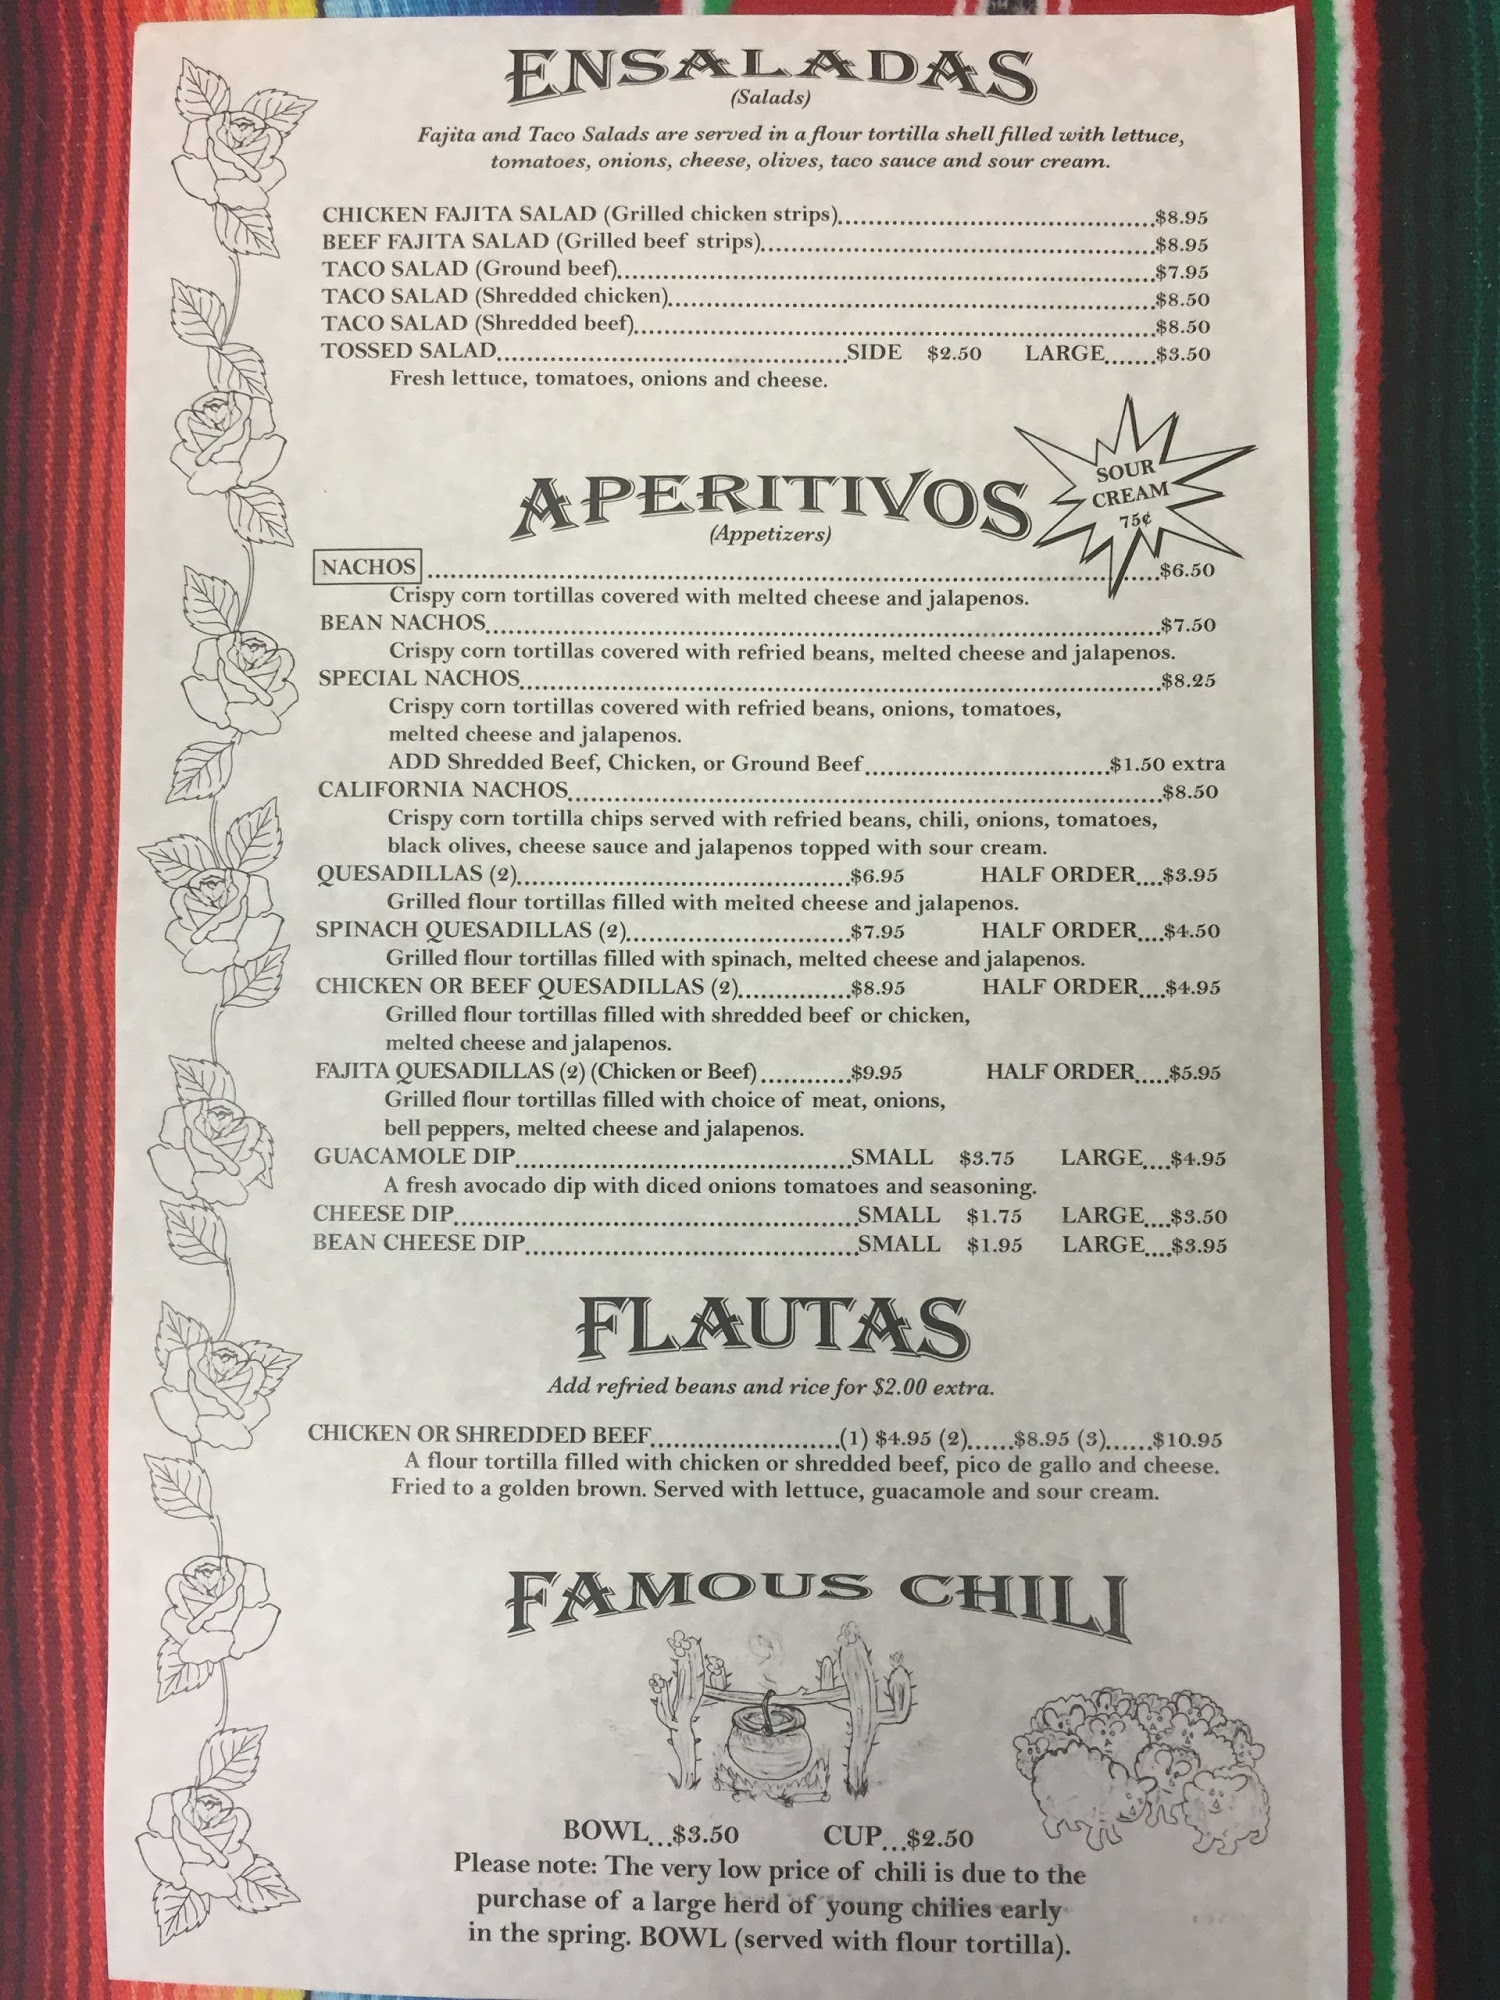 ENSALADAS
(Salads)
Fajita and Taco Salads are served in a flour tortilla shell filled with lettuce,
tomatoes, onions, cheese, olives, taco sauce and sour cream.
CHICKEN FAJITA SALAD (Grilled chicken strips)........................................$8.95
BEEF FAJITA SALAD (Grilled beef strips)..................................................$8.95
TACO SALAD (Ground beef)......................................................................$7.95
TACO SALAD (Shredded chicken)..............................................................$8.50
TACO SALAD (Shredded beef)...................................................................$8.50
TOSSED SALAD.............................................SIDE $2.50 LARGE.......$3.50
Fresh lettuce, tomatoes, onions and cheese.
SOUR
CREAM
75¢
APERITIVOS
(Appetizers)
NACHOS ..............................................................................................$6.50
Crispy corn tortillas covered with melted cheese and jalapenos.
BEAN NACHOS.......................................................................................$7.50
Crispy corn tortillas covered with refried beans, melted cheese and jalapenos.
SPECIAL NACHOS..................................................................................$8.25
Crispy corn tortillas covered with refried beans, onions, tomatoes,
melted cheese and jalapenos.
ADD Shredded Beef, Chicken, or Ground Beef...............................$1.50 extra
CALIFORNIA NACHOS...........................................................................$8.50
Crispy corn tortilla chips served with refried beans, chili, onions, tomatoes,
black olives, cheese sauce and jalapenos topped with sour cream.
QUESADILLAS (2)...........................................$6.95 HALF ORDER....$3.95
Grilled flour tortillas filled with melted cheese and jalapenos.
SPINACH QUESADILLAS (2).............................$7.95 HALF ORDER....$4.50
Grilled flour tortillas filled with spinach, melted cheese and jalapenos.
CHICKEN OR BEEF QUESADILLAS (2)...............$8.95 HALF ORDER....$4.95
Grilled flour tortillas filled with shredded beef or chicken,
melted cheese and jalapenos.
FAJITA QUESADILLAS (2) (Chicken or Beef)............$9.95 HALF ORDER.....$5.95
Grilled flour tortillas filled with choice of meat, onions,
bell peppers, melted cheese and jalapenos.
GUACAMOLE DIP...........................................SMALL $3.75 LARGE....$4.95
A fresh avocado dip with diced onions tomatoes and seasoning.
CHEESE DIP....................................................SMALL $1.75 LARGE....$3.50
BEAN CHEESE DIP...........................................SMALL $1.95 LARGE....$3.95
FLAUTAS
Add refried beans and rice for $2.00 extra.
CHICKEN OR SHREDDED BEEF........................(1) $4.95 (2)......$8.95 (3)......$10.95
A flour tortilla filled with chicken or shredded beef, pico de gallo and cheese.
Fried to a golden brown. Served with lettuce, guacamole and sour cream.
FAMOUS CHILI
BOWL...$3.50 CUP...$2.50
Please note: The very low price of chili is due to the
purchase of a large herd of young chilies early
in the spring. BOWL (served with flour tortilla).